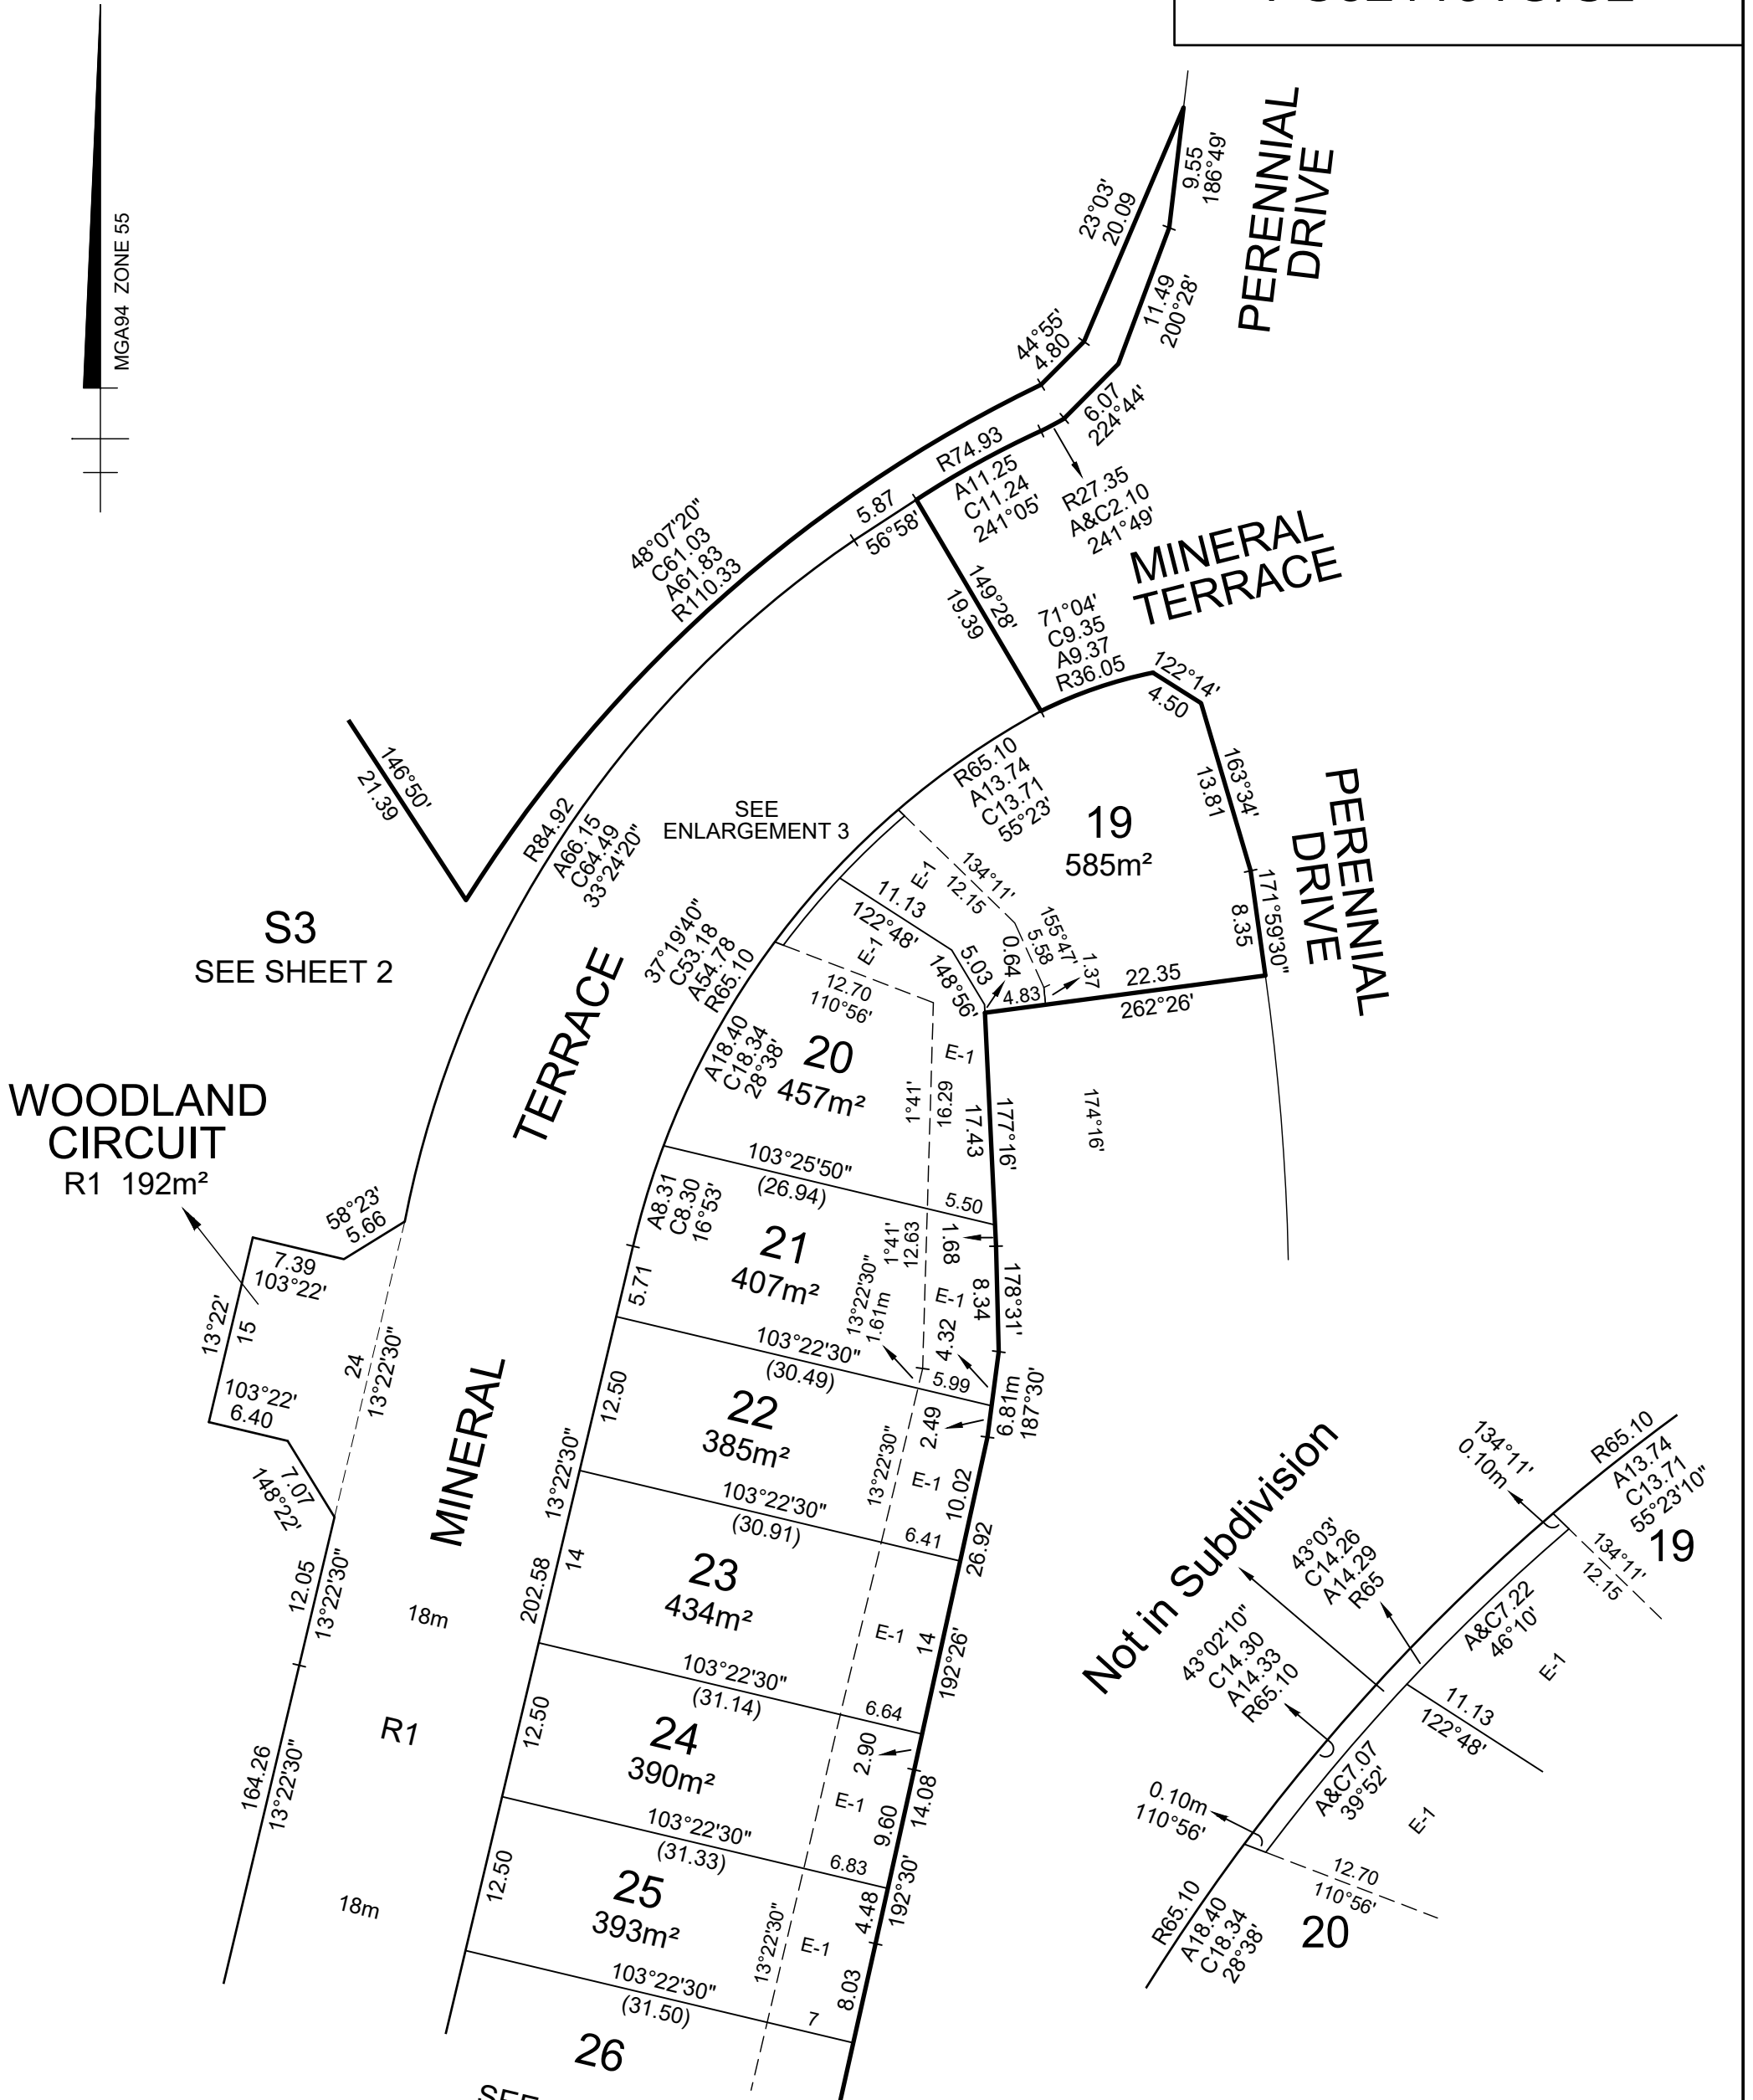 MGA94 ZONE 55
PERENNIAL
DRIVE
9.55
186°49'
23°03'
20.09
11.49
200°28'
44°55'
4.80
6.07
224°44'
R74.93
A11.25
C11.24
241°05'
R27.35
A&C2.10
241°49'
5.87
56°58'
48°07'20"
C61.03
A61.83
R110.33
MINERAL
TERRACE
149°28'
19.39
71°04'
C9.35
A9.37
R36.05
122°14'
4.50
163°34'
13.81
PERENNIAL
DRIVE
171°59'30"
8.35
146°50'
21.39
R84.92
A66.15
C64.49
33°24'20"
SEE
ENLARGEMENT 3
R65.10
A13.74
C13.71
55°23'
19
585m²
E-1
134°11'
12.15
155°47'
5.58
1.37
0.64
4.83
22.35
262°26'
11.13
122°48'
5.03
148°56'
E-1
S3
SEE SHEET 2
37°19'40"
C53.18
A54.78
R65.10
TERRACE
12.70
110°56'
A18.40
C18.34
28°38'
20
457m²
E-1
1°41'
16.29
17.43
177°16'
174°16'
WOODLAND
CIRCUIT
R1 192m²
58°23'
5.66
7.39
103°22'
13°22'
15
103°22'
6.40
7.07
148°22'
24
13°22'30"
103°25'50"
(26.94)
5.50
A8.31
C8.30
16°53'
21
407m²
1°41'
12.63
1.68
13°22'30"
1.61m
E-1
8.34
178°31'
4.32
5.71
103°22'30"
(30.49)
5.99
6.81m
187°30'
MINERAL
12.50
22
385m²
2.49
13°22'30"
E-1
10.02
13°22'30"
103°22'30"
(30.91)
6.41
26.92
202.58
14
23
434m²
E-1
14
192°26'
12.05
13°22'30"
18m
103°22'30"
(31.14)
6.64
R1
12.50
24
390m²
2.90
E-1
9.60
14.08
164.26
13°22'30"
103°22'30"
(31.33)
6.83
18m
12.50
25
393m²
13°22'30"
E-1
4.48
192°30'
8.03
103°22'30"
(31.50)
7
26
Not in Subdivision
134°11'
0.10m
R65.10
A13.74
C13.71
55°23'10"
19
43°03'
C14.26
A14.29
R65
134°11'
12.15
A&C7.22
46°10'
E-1
43°02'10"
C14.30
A14.33
R65.10
11.13
122°48'
A&C7.07
39°52'
E-1
0.10m
110°56'
12.70
110°56'
R65.10
A18.40
C18.34
28°38'
20